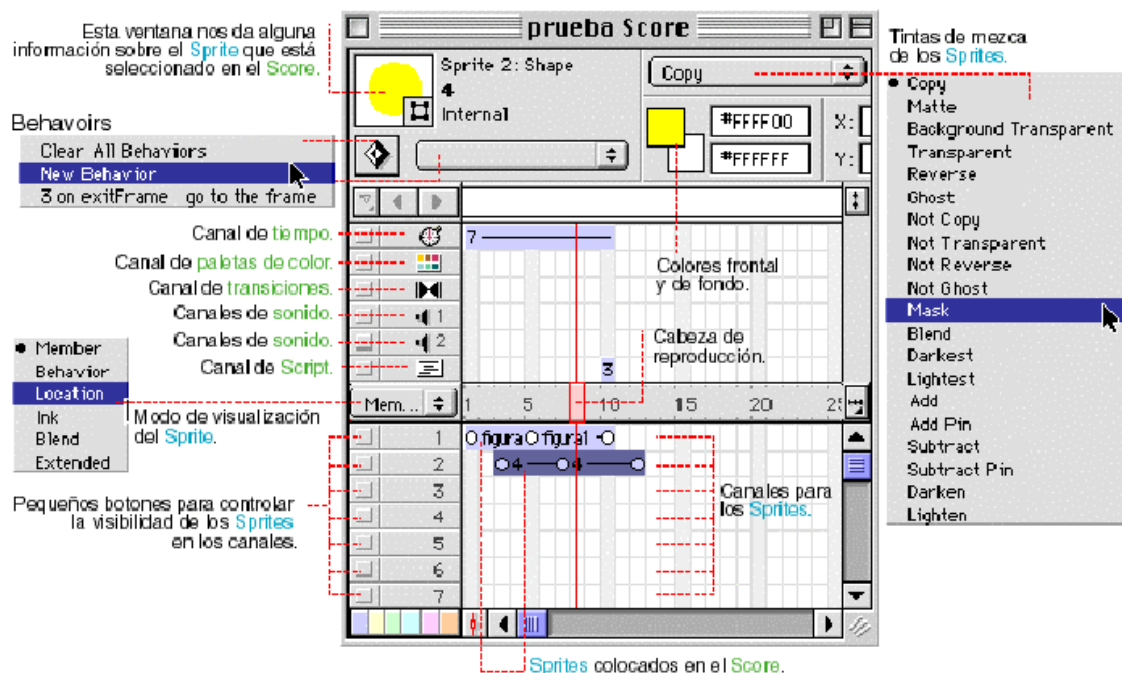 Esta ventana nos da alguna
información sobre el Sprite que está
seleccionado en el Score.
Behavoirs
Clear All Behaviors
New Behavior
3 on exitFrame go to the frame
prueba Score
Sprite 2: Shape
4
Internal
Copy
#FFFF00
#FFFFFF
X:
Y:
Tintas de mezca
de los Sprites.
Copy
Matte
Background Transparent
Transparent
Reverse
Ghost
Not Copy
Not Transparent
Not Reverse
Not Ghost
Mask
Blend
Darkest
Lightest
Add
Add Pin
Subtract
Subtract Pin
Darken
Lighten
Canal de tiempo.
7
Canal de paletas de color.
Canal de transiciones.
Canales de sonido.
1
Canales de sonido.
2
Canal de Script.
3
Colores frontal
y de fondo.
Cabeza de
reproducción.
Member
Behavior
Location
Ink
Blend
Extended
Modo de visualización
del Sprite.
Mem...
1 5 10 15 20
1 figura figura1
2 4 4
3
4
5
6
7
Canales para
los Sprites.
Pequeños botones para controlar
la visibilidad de los Sprites
en los canales.
Sprites colocados en el Score.